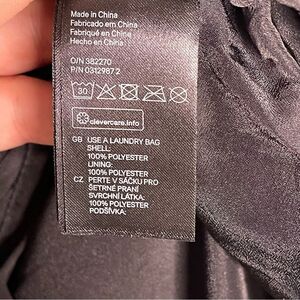 Made in China
Fabricado em China
Fabriqué en Chine
Hecho en China
O/N 382270
P/N 0312987 2
30
clevercare.info
GB USE A LAUNDRY BAG
SHELL:
100% POLYESTER
LINING:
100% POLYESTER
CZ PERTE V SÁČKU PRO
ŠETRNÉ PRANÍ
SVRCHNÍ LÁTKA:
100% POLYESTER
PODŠÍVKA: